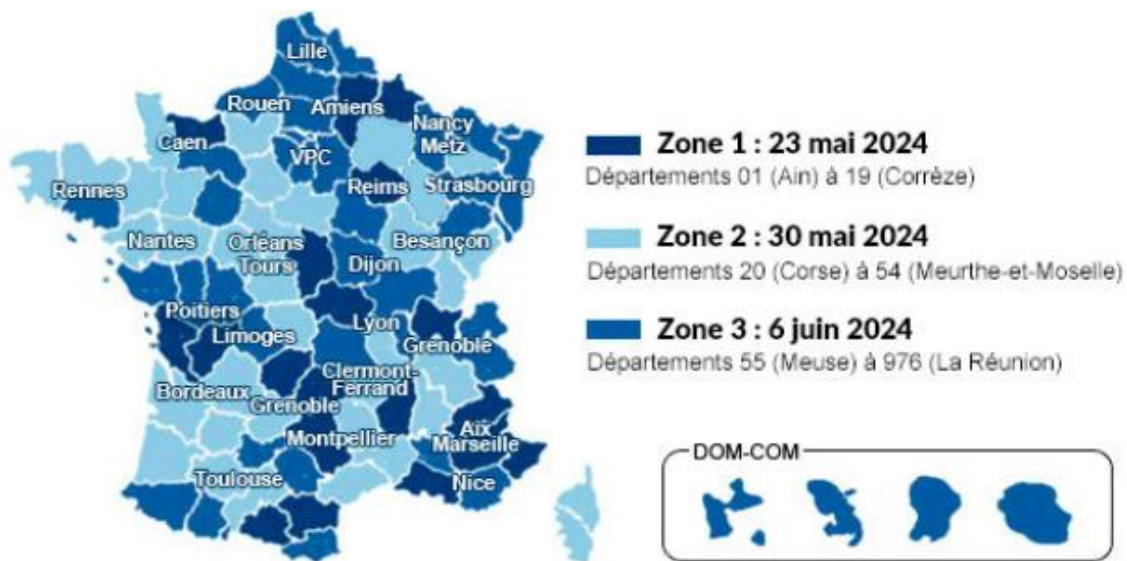 Lille
Rouen
Amiens
Nancy
Metz
Caen
VPC
Reims
Strasbourg
Rennes
Nantes
Orléans
Tours
Besançon
Dijon
Poitiers
Limoges
Lyon
Grenoble
Clermont-
Ferrand
Bordeaux
Grenoble
Aix
Marseille
Montpellier
Toulouse
Nice
Zone 1 : 23 mai 2024
Départements 01 (Ain) à 19 (Corrèze)
Zone 2 : 30 mai 2024
Départements 20 (Corse) à 54 (Meurthe-et-Moselle)
Zone 3 : 6 juin 2024
Départements 55 (Meuse) à 976 (La Réunion)
DOM-COM